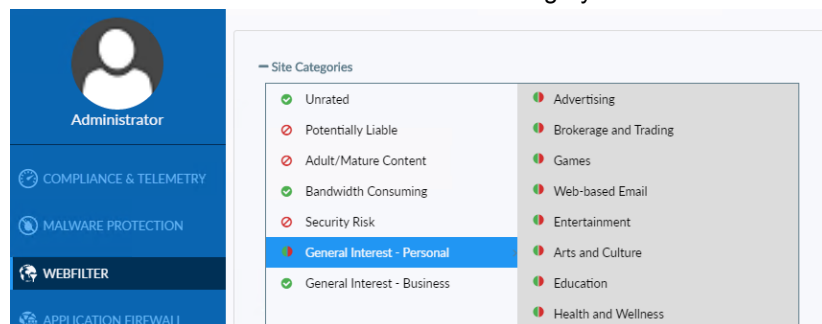 Administrator
COMPLIANCE & TELEMETRY
MALWARE PROTECTION
WEBFILTER
APPLICATION FIREWALL
Site Categories
Unrated
Potentially Liable
Adult/Mature Content
Bandwidth Consuming
Security Risk
General Interest - Personal
General Interest - Business
Advertising
Brokerage and Trading
Games
Web-based Email
Entertainment
Arts and Culture
Education
Health and Wellness